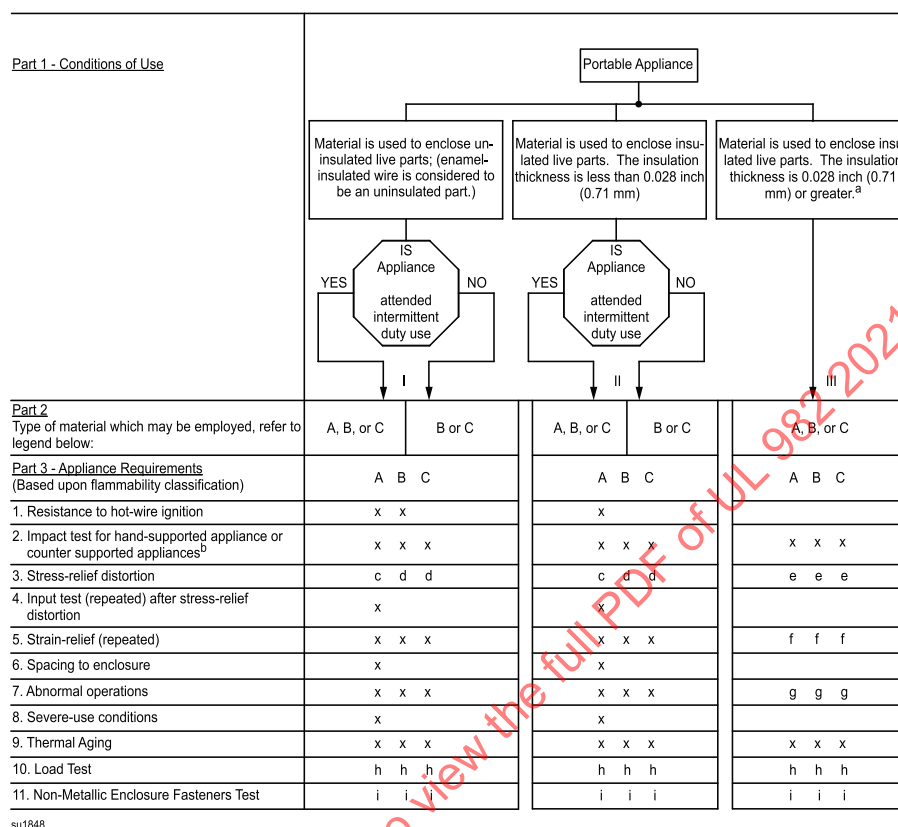 Part 1 - Conditions of Use
Portable Appliance
Material is used to enclose un-
insulated live parts; (enamel-
insulated wire is considered to
be an uninsulated part.)
Material is used to enclose insu-
lated live parts. The insulation
thickness is less than 0.028 inch
(0.71 mm)
Material is used to enclose insu
lated live parts. The insulation
thickness is 0.028 inch (0.71
mm) or greater.a
IS
Appliance
YES NO
attended
intermittent
duty use
IS
Appliance
YES NO
attended
intermittent
duty use
I II III
Part 2
Type of material which may be employed, refer to
legend below:
A, B, or C B or C A, B, or C B or C A, B, or C
Part 3 - Appliance Requirements
(Based upon flammability classification)
A B C A B C A B C
1. Resistance to hot-wire ignition x x x
2. Impact test for hand-supported appliance or
counter supported appliancesb x x x x x x x x x
3. Stress-relief distortion c d d c d d e e e
4. Input test (repeated) after stress-relief
distortion x x
5. Strain-relief (repeated) x x x x x x f f f
6. Spacing to enclosure x x
7. Abnormal operations x x x x x x g g g
8. Severe-use conditions x x
9. Thermal Aging x x x x x x x x x
10. Load Test h h h h h h h h h
11. Non-Metallic Enclosure Fasteners Test i i i i i i i i i
su1848
o view the full PDF of UL 982 2021